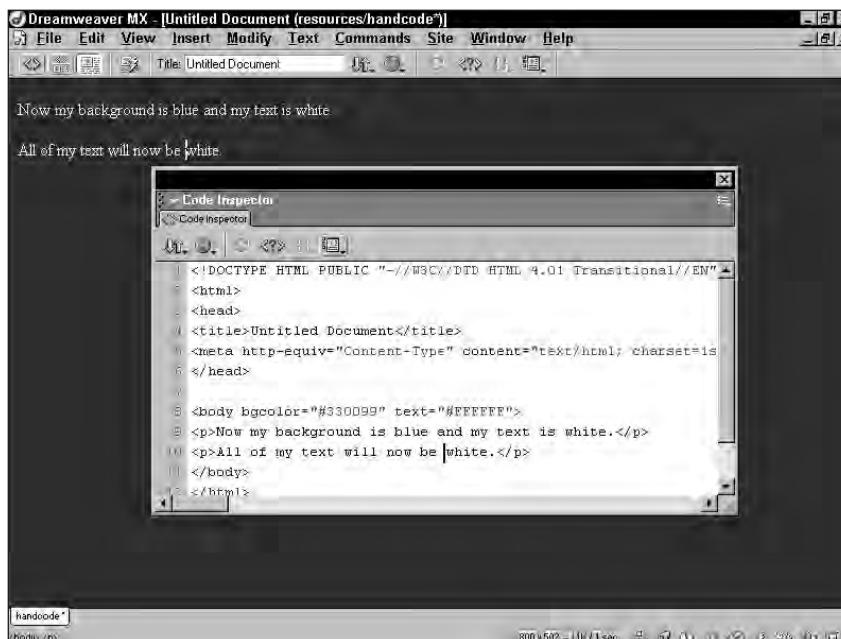 Dreamweaver MX - [Untitled Document (resources/handcode*)]
File Edit View Insert Modify Text Commands Site Window Help
Title: Untitled Document
Now my background is blue and my text is white.
All of my text will now be white.
Code Inspector
Code Inspector
1 <!DOCTYPE HTML PUBLIC "-//W3C//DTD HTML 4.01 Transitional//EN"
2 <html>
3 <head>
4 <title>Untitled Document</title>
5 <meta http-equiv="Content-Type" content="text/html; charset=is
6 </head>
7
8 <body bgcolor="#330099" text="#FFFFFF">
9 <p>Now my background is blue and my text is white.</p>
10 <p>All of my text will now be white.</p>
11 </body>
12 </html>
handcode*
<body> <p>